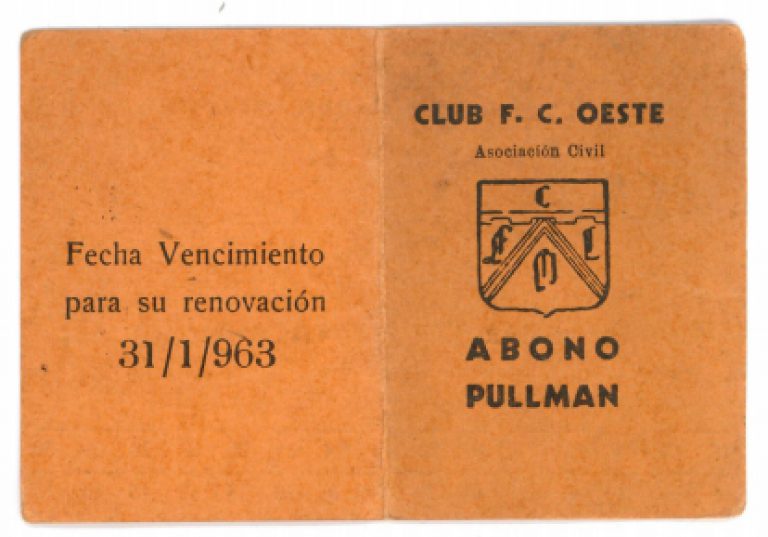 Fecha Vencimiento
para su renovación
31/1/963
CLUB F. C. OESTE
Asociación Civil
C
ABONO
PULLMAN